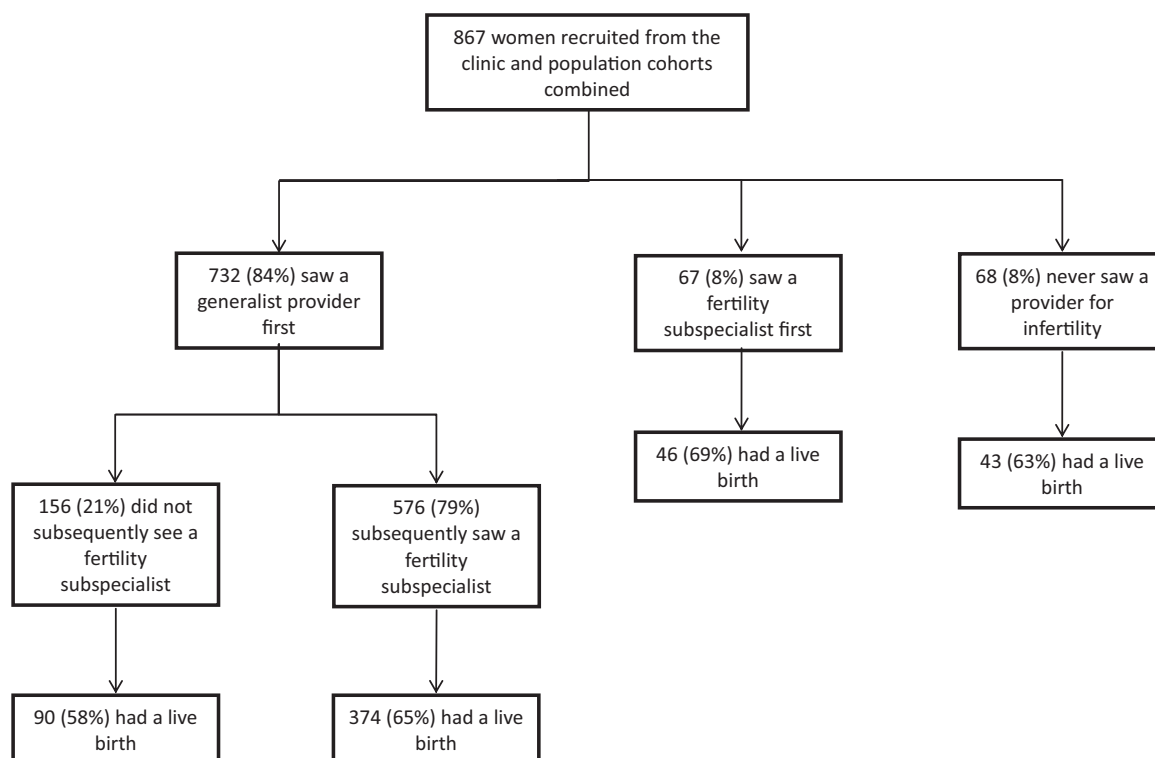 867 women recruited from the
clinic and population cohorts
combined
732 (84%) saw a
generalist provider
first
67 (8%) saw a
fertility
subspecialist first
68 (8%) never saw a
provider for
infertility
46 (69%) had a live
birth
43 (63%) had a live
birth
156 (21%) did not
subsequently see a
fertility
subspecialist
576 (79%)
subsequently saw a
fertility
subspecialist
90 (58%) had a live
birth
374 (65%) had a live
birth